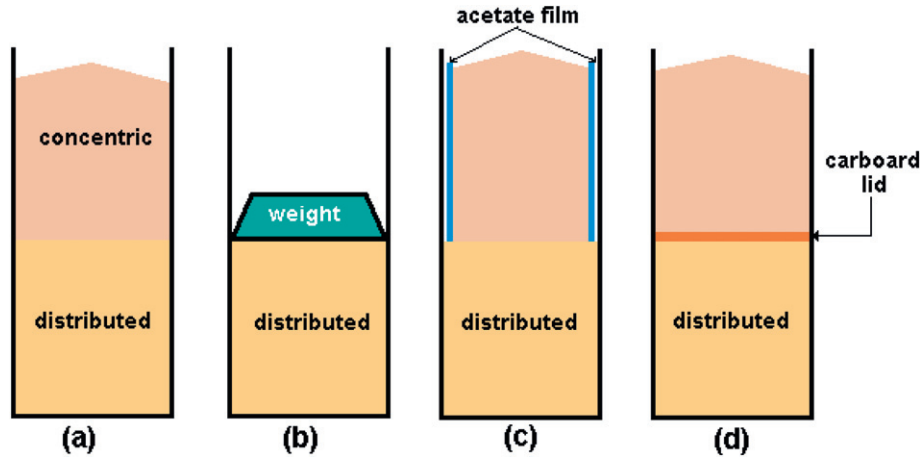 acetate film
concentric
weight
carboard
lid
distributed
distributed
distributed
distributed
(a)
(b)
(c)
(d)